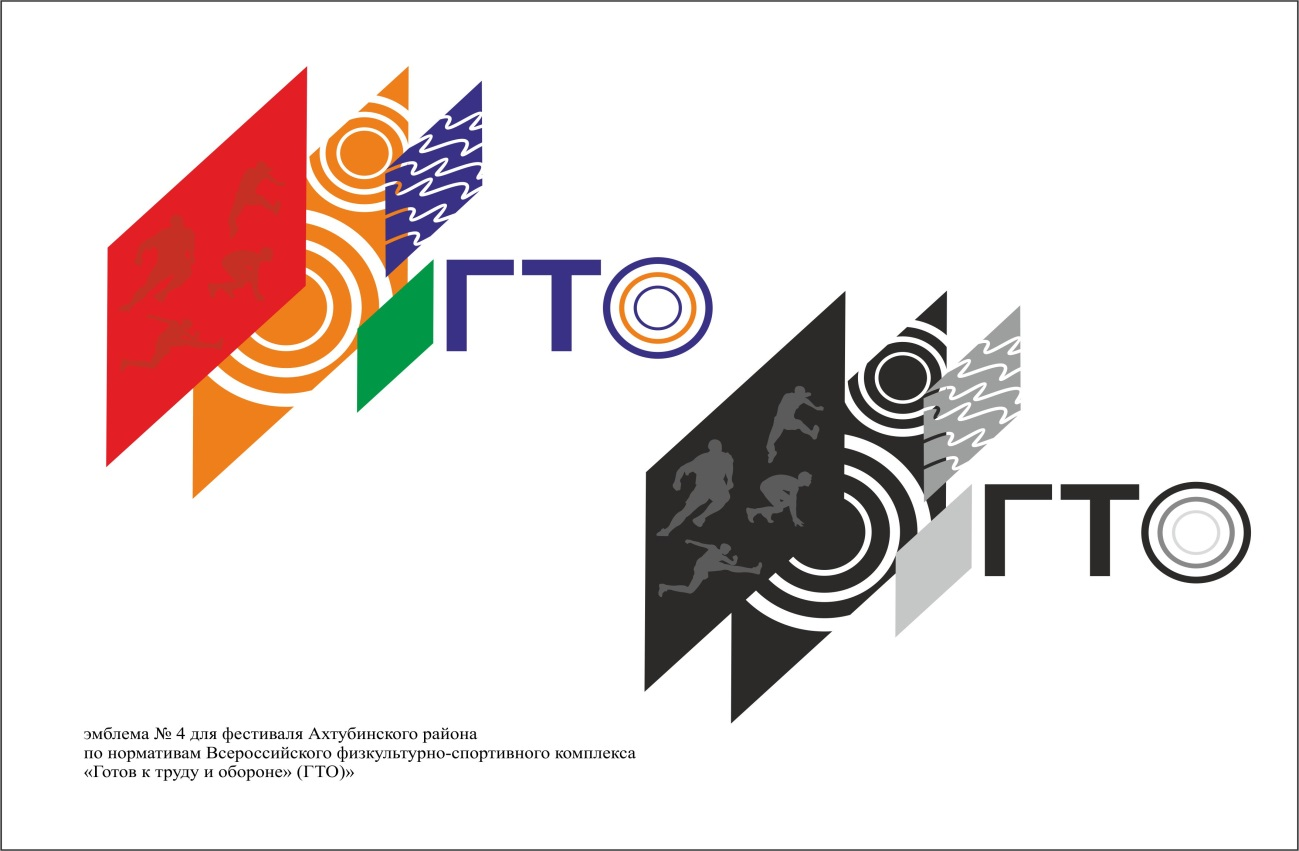 ГТО
ГТО
эмблема № 4 для фестиваля Ахтубинского района
по нормативам Всероссийского физкультурно-спортивного комплекса
«Готов к труду и обороне» (ГТО)»